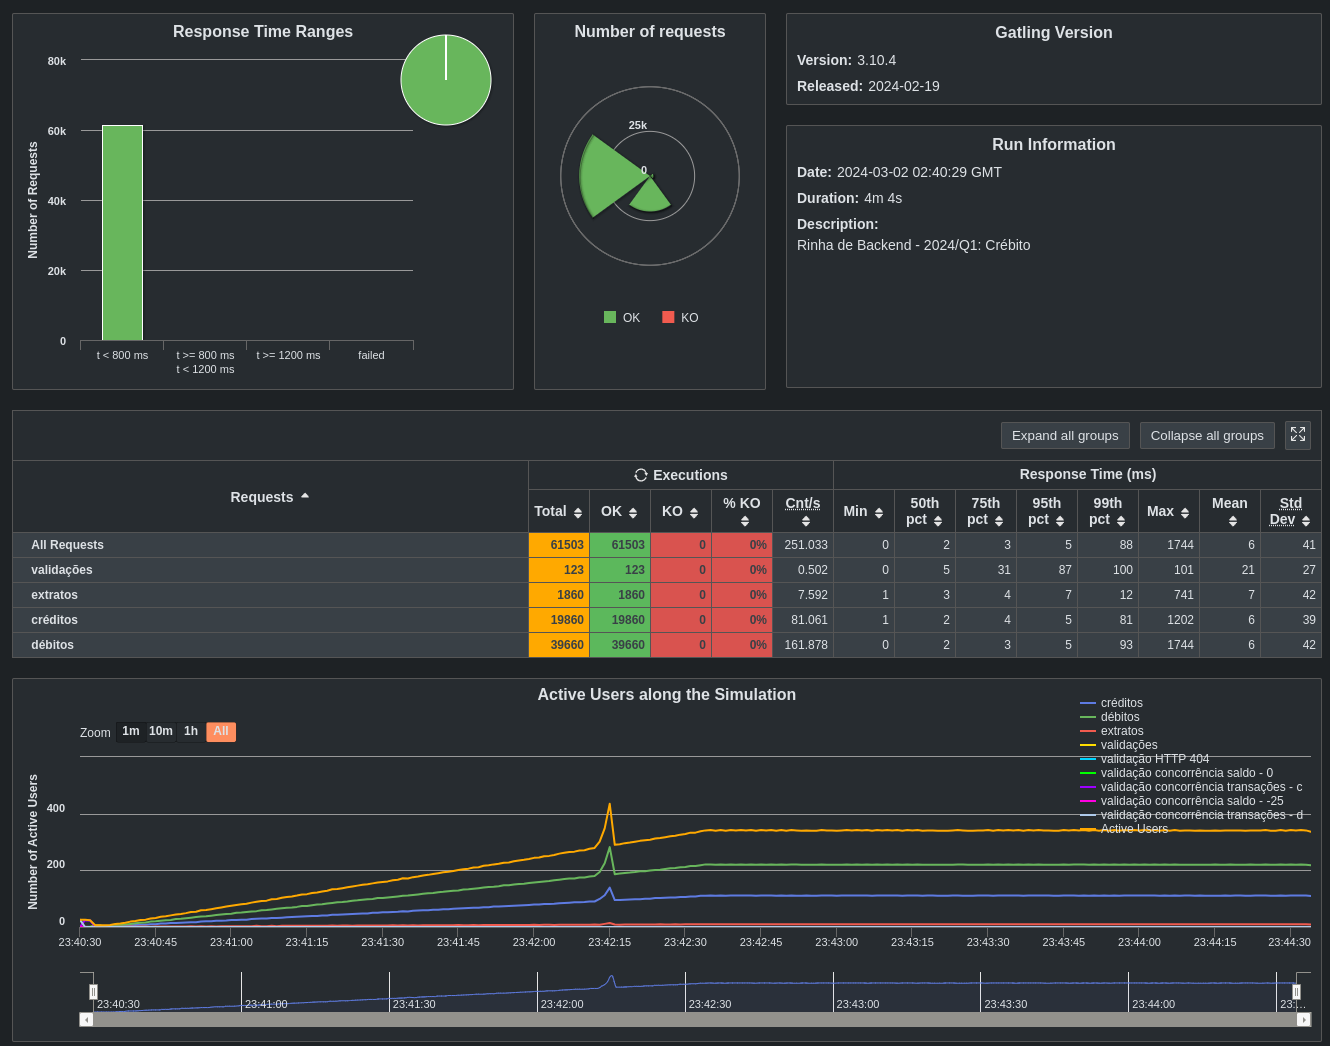 Response Time Ranges
Number of Requests
80k
60k
40k
20k
0
t < 800 ms
t >= 800 ms
t < 1200 ms
t >= 1200 ms
failed
Number of requests
25k
0
OK
KO
Gatling Version
Version: 3.10.4
Released: 2024-02-19
Run Information
Date: 2024-03-02 02:40:29 GMT
Duration: 4m 4s
Description:
Rinha de Backend - 2024/Q1: Crébito
Expand all groups Collapse all groups
Requests Executions Response Time (ms)
Total OK KO % KO Cnt/s Min 50th pct 75th pct 95th pct 99th pct Max Mean Std Dev
All Requests 61503 61503 0 0% 251.033 0 2 3 5 88 1744 6 41
validações 123 123 0 0% 0.502 0 5 31 87 100 101 21 27
extratos 1860 1860 0 0% 7.592 1 3 4 7 12 741 7 42
créditos 19860 19860 0 0% 81.061 1 2 4 5 81 1202 6 39
débitos 39660 39660 0 0% 161.878 0 2 3 5 93 1744 6 42
Active Users along the Simulation
Zoom 1m 10m 1h All
créditos
débitos
extratos
validações
validação HTTP 404
validação concorrência saldo - 0
validação concorrência transações - c
validação concorrência saldo - -25
validação concorrência transações - d
Active Users
Number of Active Users
400
200
0
23:40:30 23:40:45 23:41:00 23:41:15 23:41:30 23:41:45 23:42:00 23:42:15 23:42:30 23:42:45 23:43:00 23:43:15 23:43:30 23:43:45 23:44:00 23:44:15 23:44:30
23:40:30 23:41:00 23:41:30 23:42:00 23:42:30 23:43:00 23:43:30 23:44:00 23:…